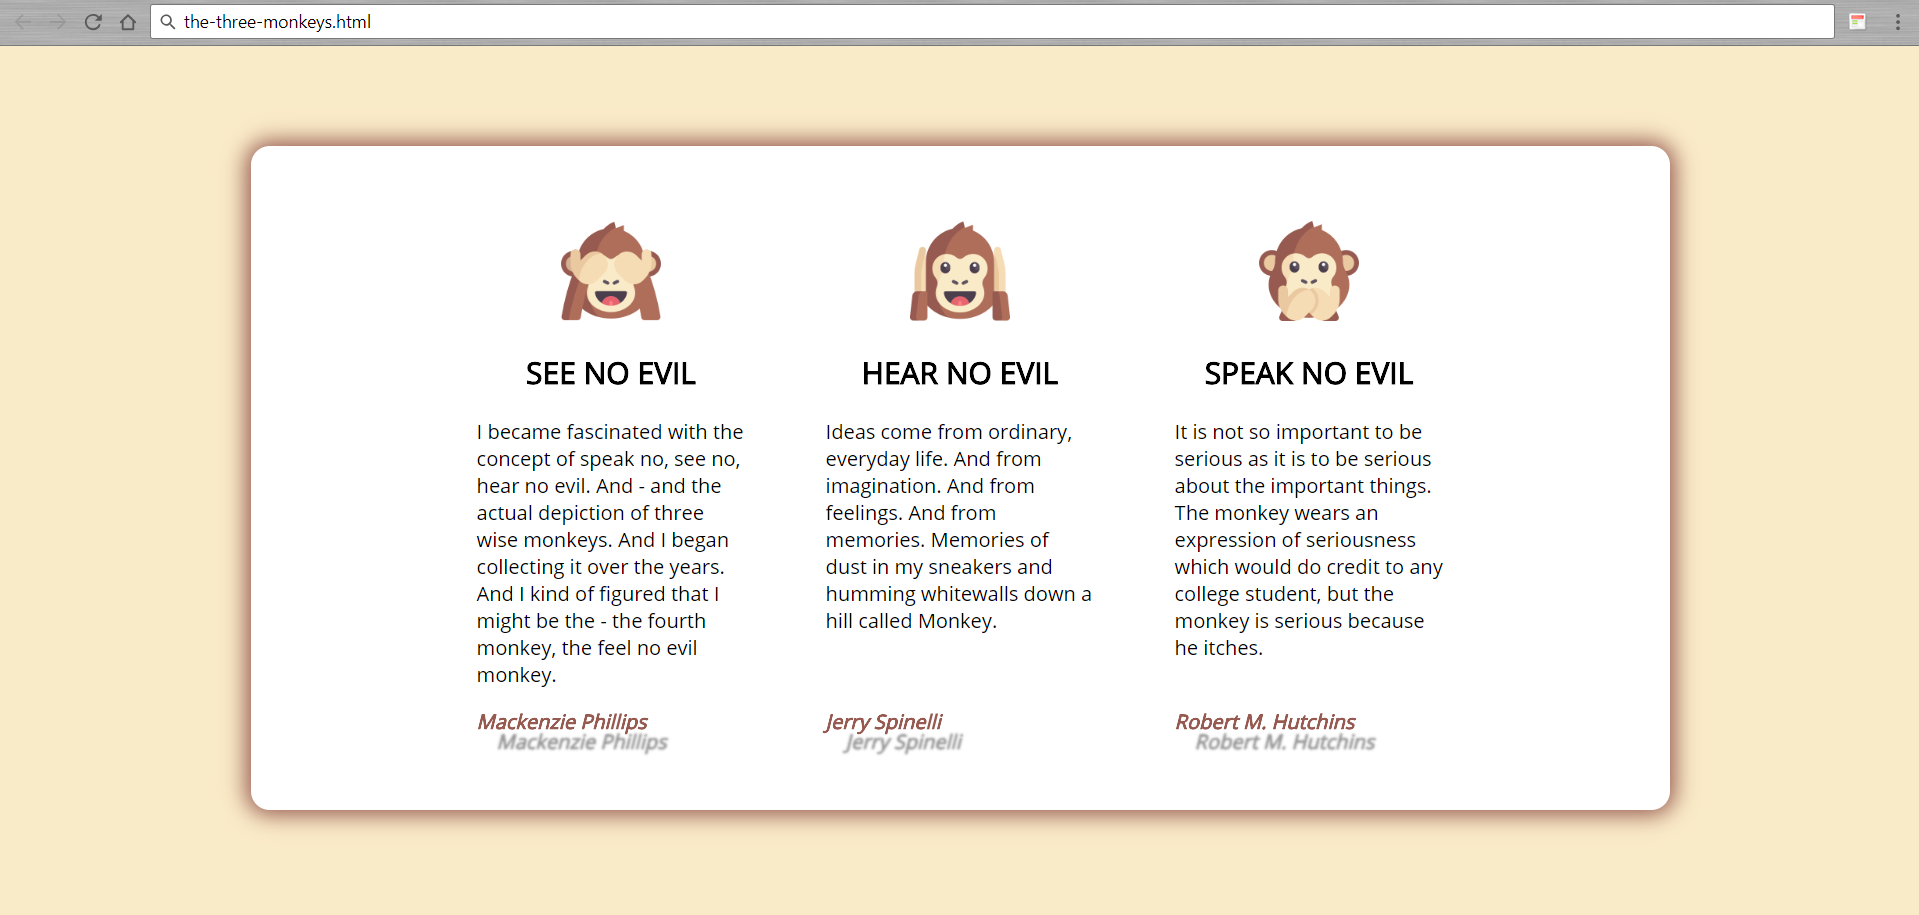 the-three-monkeys.html
SEE NO EVIL
I became fascinated with the
concept of speak no, see no,
hear no evil. And - and the
actual depiction of three
wise monkeys. And I began
collecting it over the years.
And I kind of figured that I
might be the - the fourth
monkey, the feel no evil
monkey.
Mackenzie Phillips
Mackenzie Phillips
HEAR NO EVIL
Ideas come from ordinary,
everyday life. And from
imagination. And from
feelings. And from
memories. Memories of
dust in my sneakers and
humming whitewalls down a
hill called Monkey.
Jerry Spinelli
Jerry Spinelli
SPEAK NO EVIL
It is not so important to be
serious as it is to be serious
about the important things.
The monkey wears an
expression of seriousness
which would do credit to any
college student, but the
monkey is serious because
he itches.
Robert M. Hutchins
Robert M. Hutchins